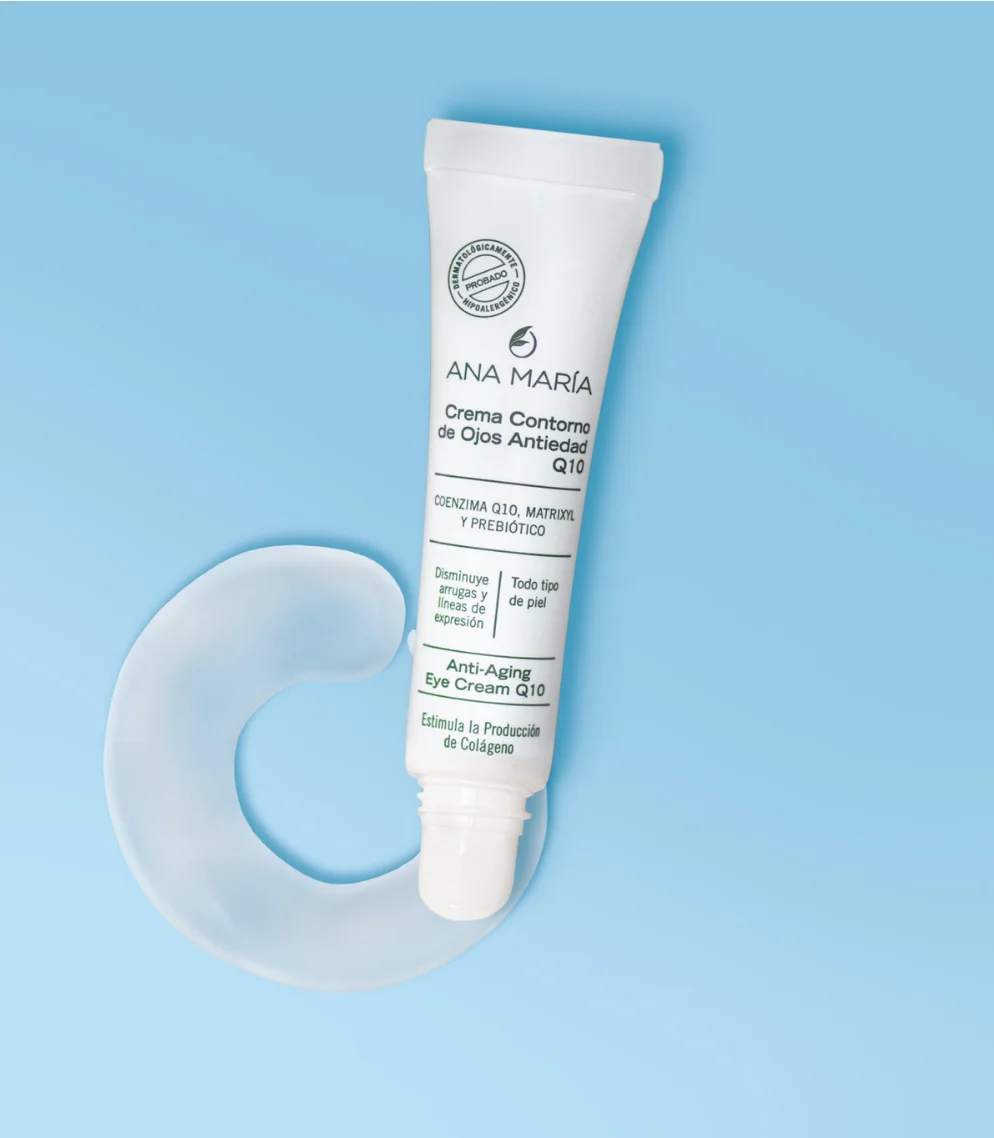 DERMATOLÓGICAMENTE
PROBADO
HIPOALERGÉNICO
ANA MARÍA
Crema Contorno
de Ojos Antiedad
Q10
COENZIMA Q10, MATRIXYL
Y PREBIÓTICO
Disminuye
arrugas y
líneas de
expresión
Todo tipo
de piel
Anti-Aging
Eye Cream Q10
Estimula la Producción
de Colágeno